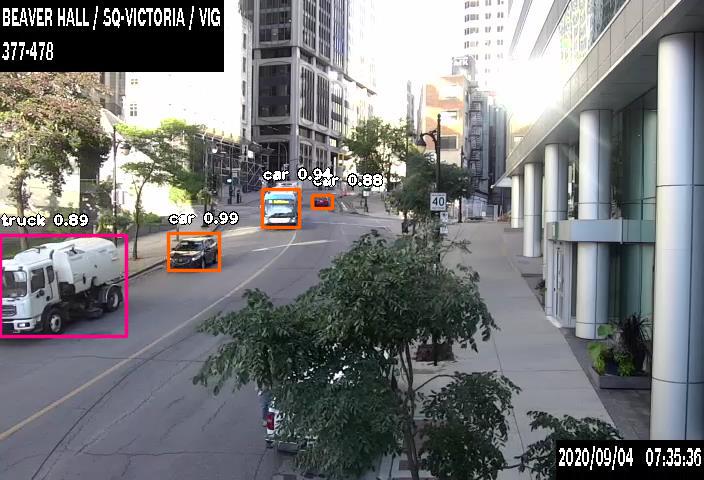 BEAVER HALL / SQ-VICTORIA / VIG
377-478
car 0.94
car 0.88
truck 0.89
car 0.99
40
2020/09/04 07:35:36